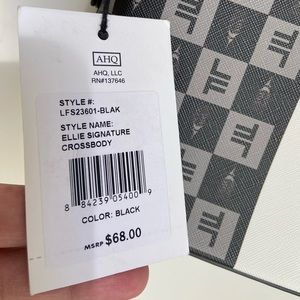 AHQ
AHQ, LLC
RN#137646
STYLE #:
LFS23601-BLAK
STYLE NAME:
ELLIE SIGNATURE
CROSSBODY
8 84239 05400 9
COLOR: BLACK
MSRP $68.00